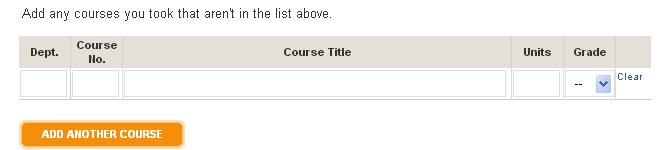 Add any courses you took that aren't in the list above.
Dept. Course No. Course Title Units Grade
-- Clear
ADD ANOTHER COURSE